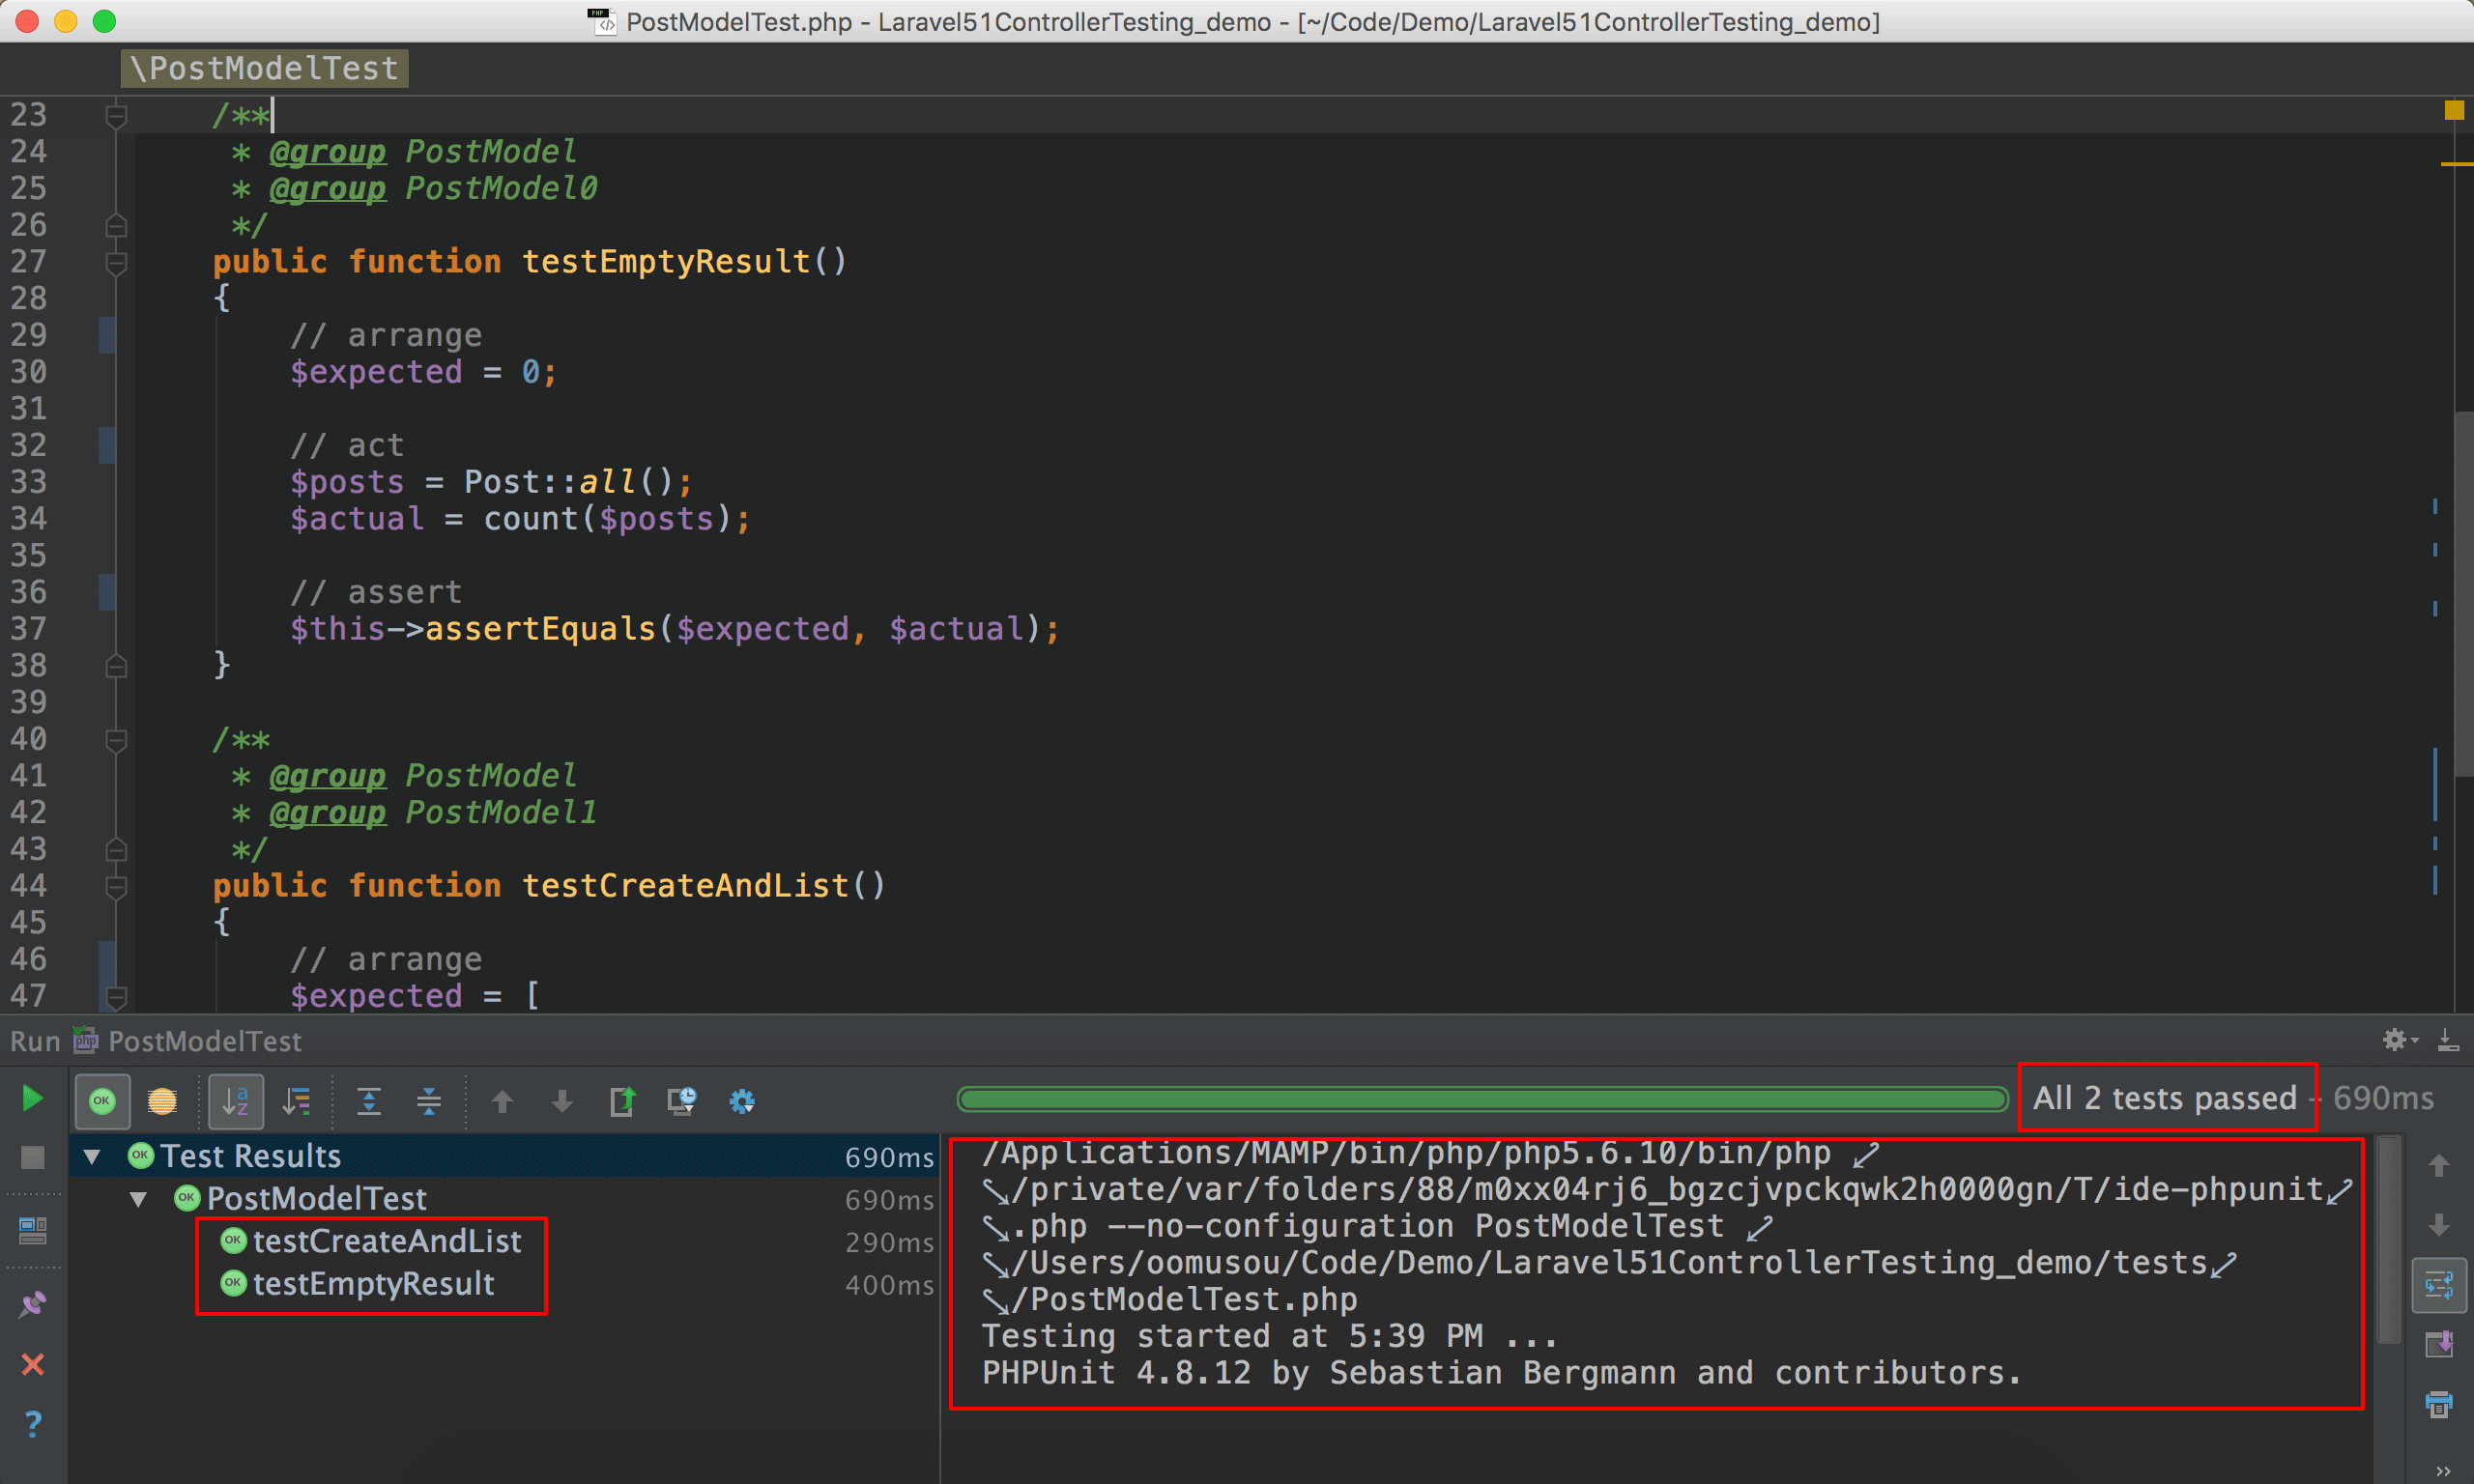 PostModelTest.php - Laravel51ControllerTesting_demo - [~/Code/Demo/Laravel51ControllerTesting_demo]
\PostModelTest
23 /**
24 * @group PostModel
25 * @group PostModel0
26 */
27 public function testEmptyResult()
28 {
29 // arrange
30 $expected = 0;
31
32 // act
33 $posts = Post::all();
34 $actual = count($posts);
35
36 // assert
37 $this->assertEquals($expected, $actual);
38 }
39
40 /**
41 * @group PostModel
42 * @group PostModel1
43 */
44 public function testCreateAndList()
45 {
46 // arrange
47 $expected = [
Run PostModelTest
All 2 tests passed - 690ms
Test Results 690ms
PostModelTest 690ms
testCreateAndList 290ms
testEmptyResult 400ms
/Applications/MAMP/bin/php/php5.6.10/bin/php
/private/var/folders/88/m0xx04rj6_bgzcjvpckqwk2h0000gn/T/ide-phpunit
.php --no-configuration PostModelTest
/Users/oomusou/Code/Demo/Laravel51ControllerTesting_demo/tests
/PostModelTest.php
Testing started at 5:39 PM ...
PHPUnit 4.8.12 by Sebastian Bergmann and contributors.